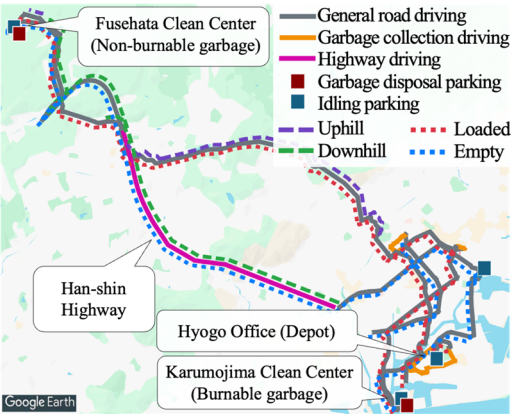 Fusehata Clean Center
(Non-burnable garbage)
General road driving
Garbage collection driving
Highway driving
Garbage disposal parking
Idling parking
Uphill
Loaded
Downhill
Empty
Han-shin
Highway
Hyogo Office (Depot)
Karumojima Clean Center
(Burnable garbage)
Google Earth